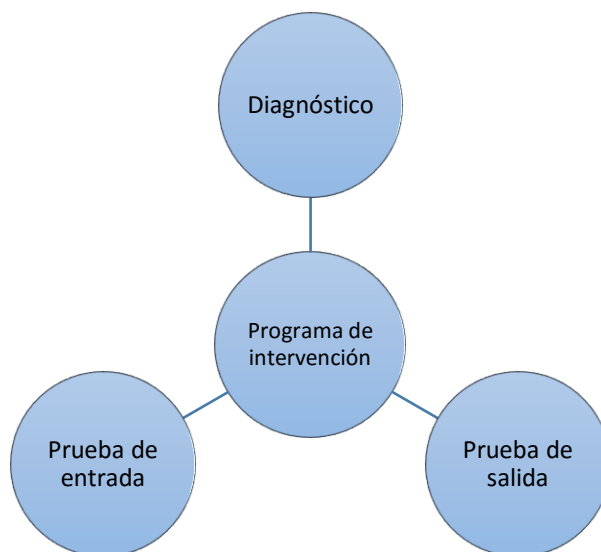 Diagnóstico
Programa de
intervención
Prueba de
entrada
Prueba de
salida